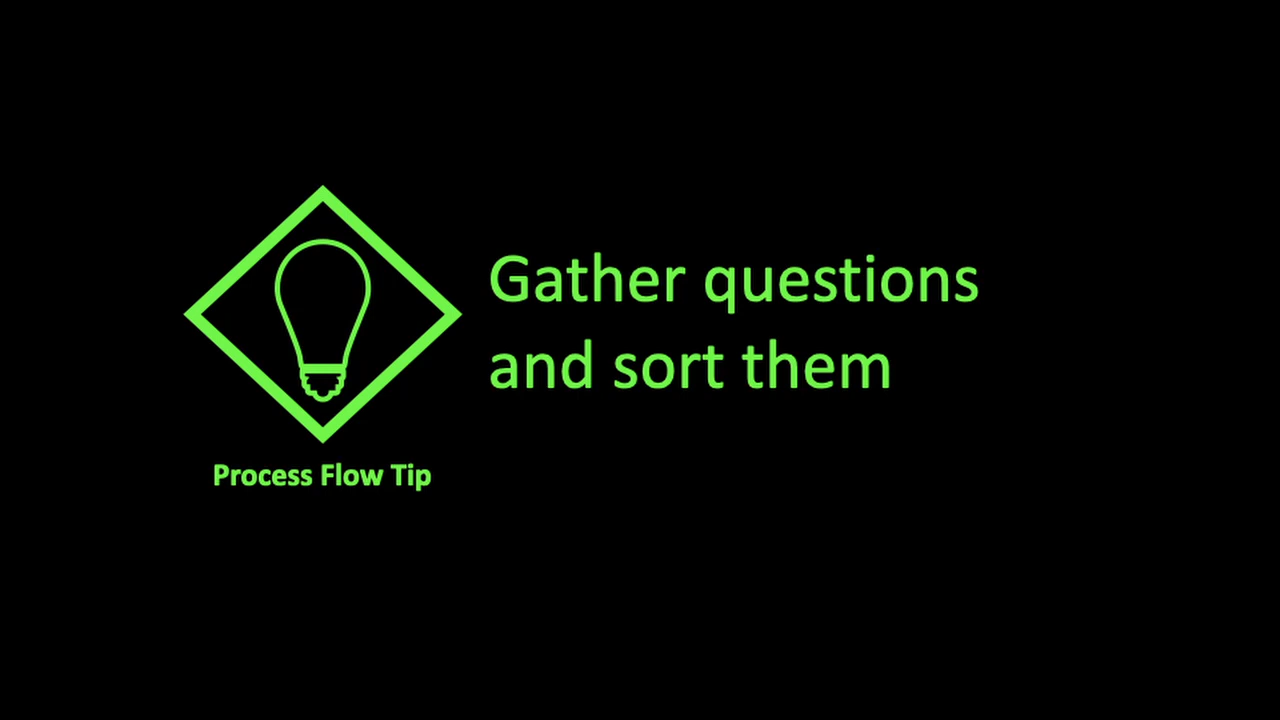 Gather questions
and sort them
Process Flow Tip